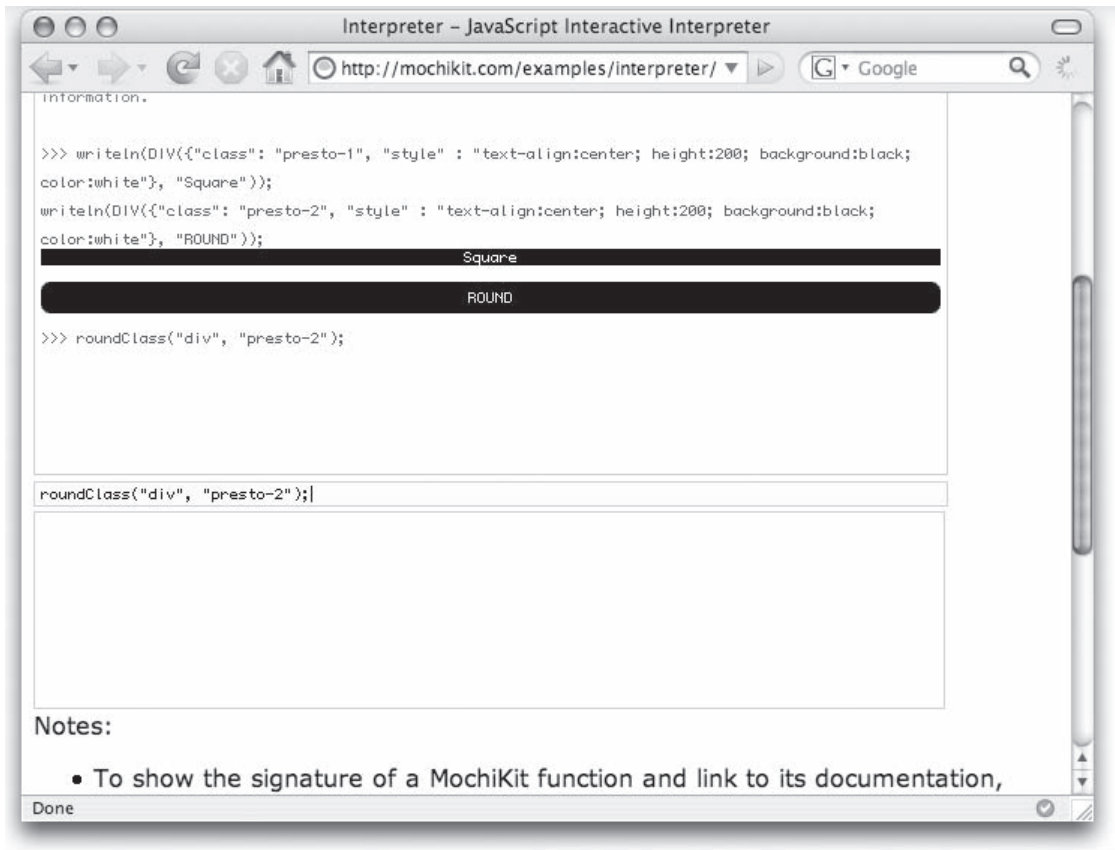 Interpreter – JavaScript Interactive Interpreter
http://mochikit.com/examples/interpreter/
G Google
information.
>>> writeln(DIV({"class": "presto-1", "style" : "text-align:center; height:200; background:black;
color:white"}, "Square"));
writeln(DIV({"class": "presto-2", "style" : "text-align:center; height:200; background:black;
color:white"}, "ROUND"));
Square
ROUND
>>> roundClass("div", "presto-2");
roundClass("div", "presto-2");
Notes:
• To show the signature of a MochiKit function and link to its documentation,
Done